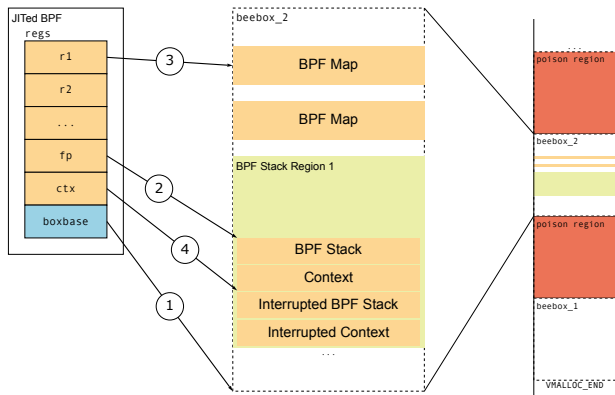 JITed BPF
regs
r1
r2
...
fp
ctx
boxbase
3
2
4
1
beebox_2
BPF Map
BPF Map
BPF Stack Region 1
BPF Stack
Context
Interrupted BPF Stack
Interrupted Context
...
...
poison region
beebox_2
poison region
beebox_1
VMALLOC_END